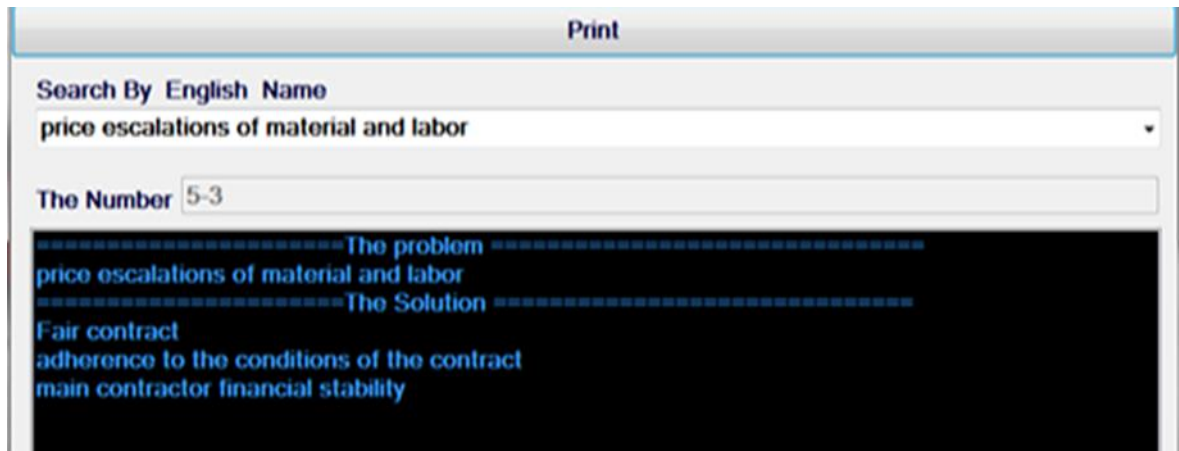 Print
Search By English Name
price escalations of material and labor
The Number 5-3
======================The problem ===============================
price escalations of material and labor
======================The Solution ==============================
Fair contract
adherence to the conditions of the contract
main contractor financial stability